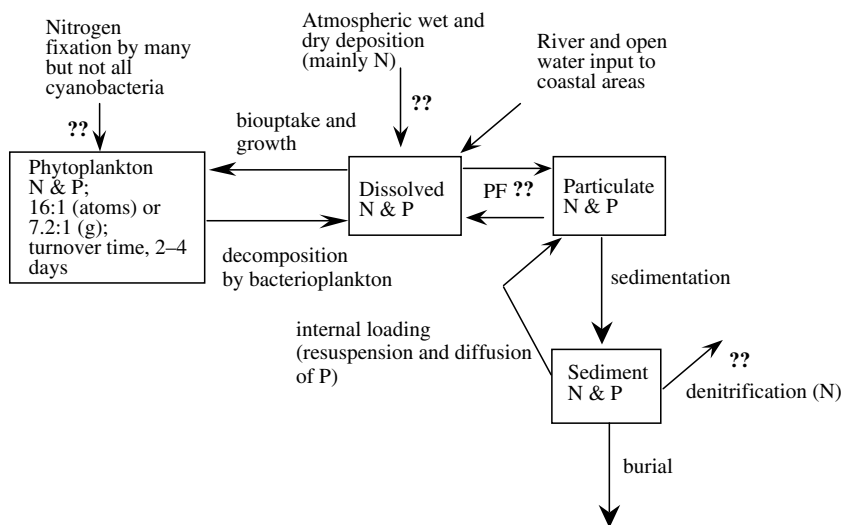 Nitrogen
fixation by many
but not all
cyanobacteria
??
Atmospheric wet and
dry deposition
(mainly N)
??
River and open
water input to
coastal areas
biouptake and
growth
Phytoplankton
N & P;
16:1 (atoms) or
7.2:1 (g);
turnover time, 2–4
days
Dissolved
N & P
PF ??
Particulate
N & P
decomposition
by bacterioplankton
sedimentation
internal loading
(resuspension and diffusion
of P)
Sediment
N & P
??
denitrification (N)
burial